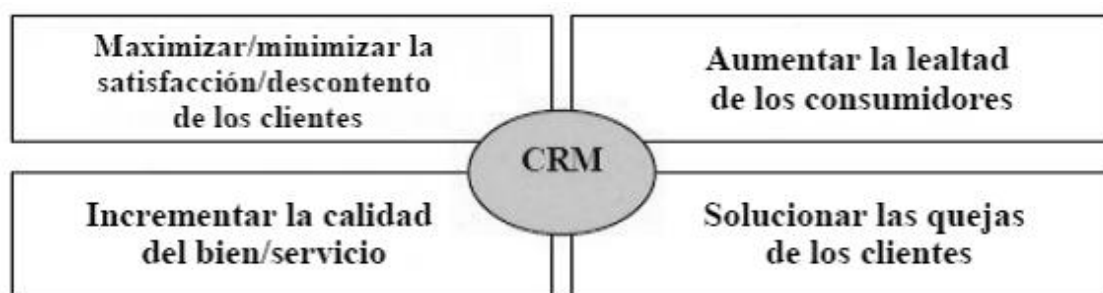 Maximizar/minimizar la
satisfacción/descontento
de los clientes
Aumentar la lealtad
de los consumidores
CRM
Incrementar la calidad
del bien/servicio
Solucionar las quejas
de los clientes